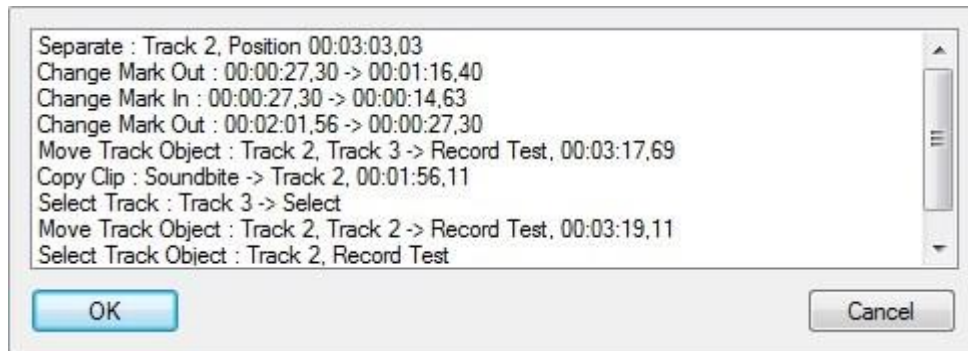 Separate : Track 2, Position 00:03:03,03
Change Mark Out : 00:00:27,30 -> 00:01:16,40
Change Mark In : 00:00:27,30 -> 00:00:14,63
Change Mark Out : 00:02:01,56 -> 00:00:27,30
Move Track Object : Track 2, Track 3 -> Record Test, 00:03:17,69
Copy Clip : Soundbite -> Track 2, 00:01:56,11
Select Track : Track 3 -> Select
Move Track Object : Track 2, Track 2 -> Record Test, 00:03:19,11
Select Track Object : Track 2, Record Test
OK Cancel